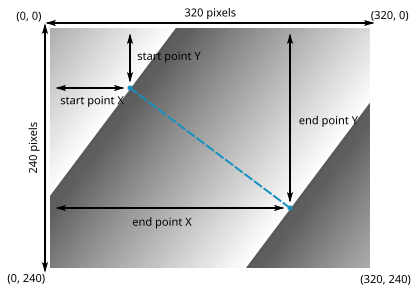 (0, 0)
320 pixels
(320, 0)
start point Y
start point X
end point Y
240 pixels
end point X
(0, 240)
(320, 240)